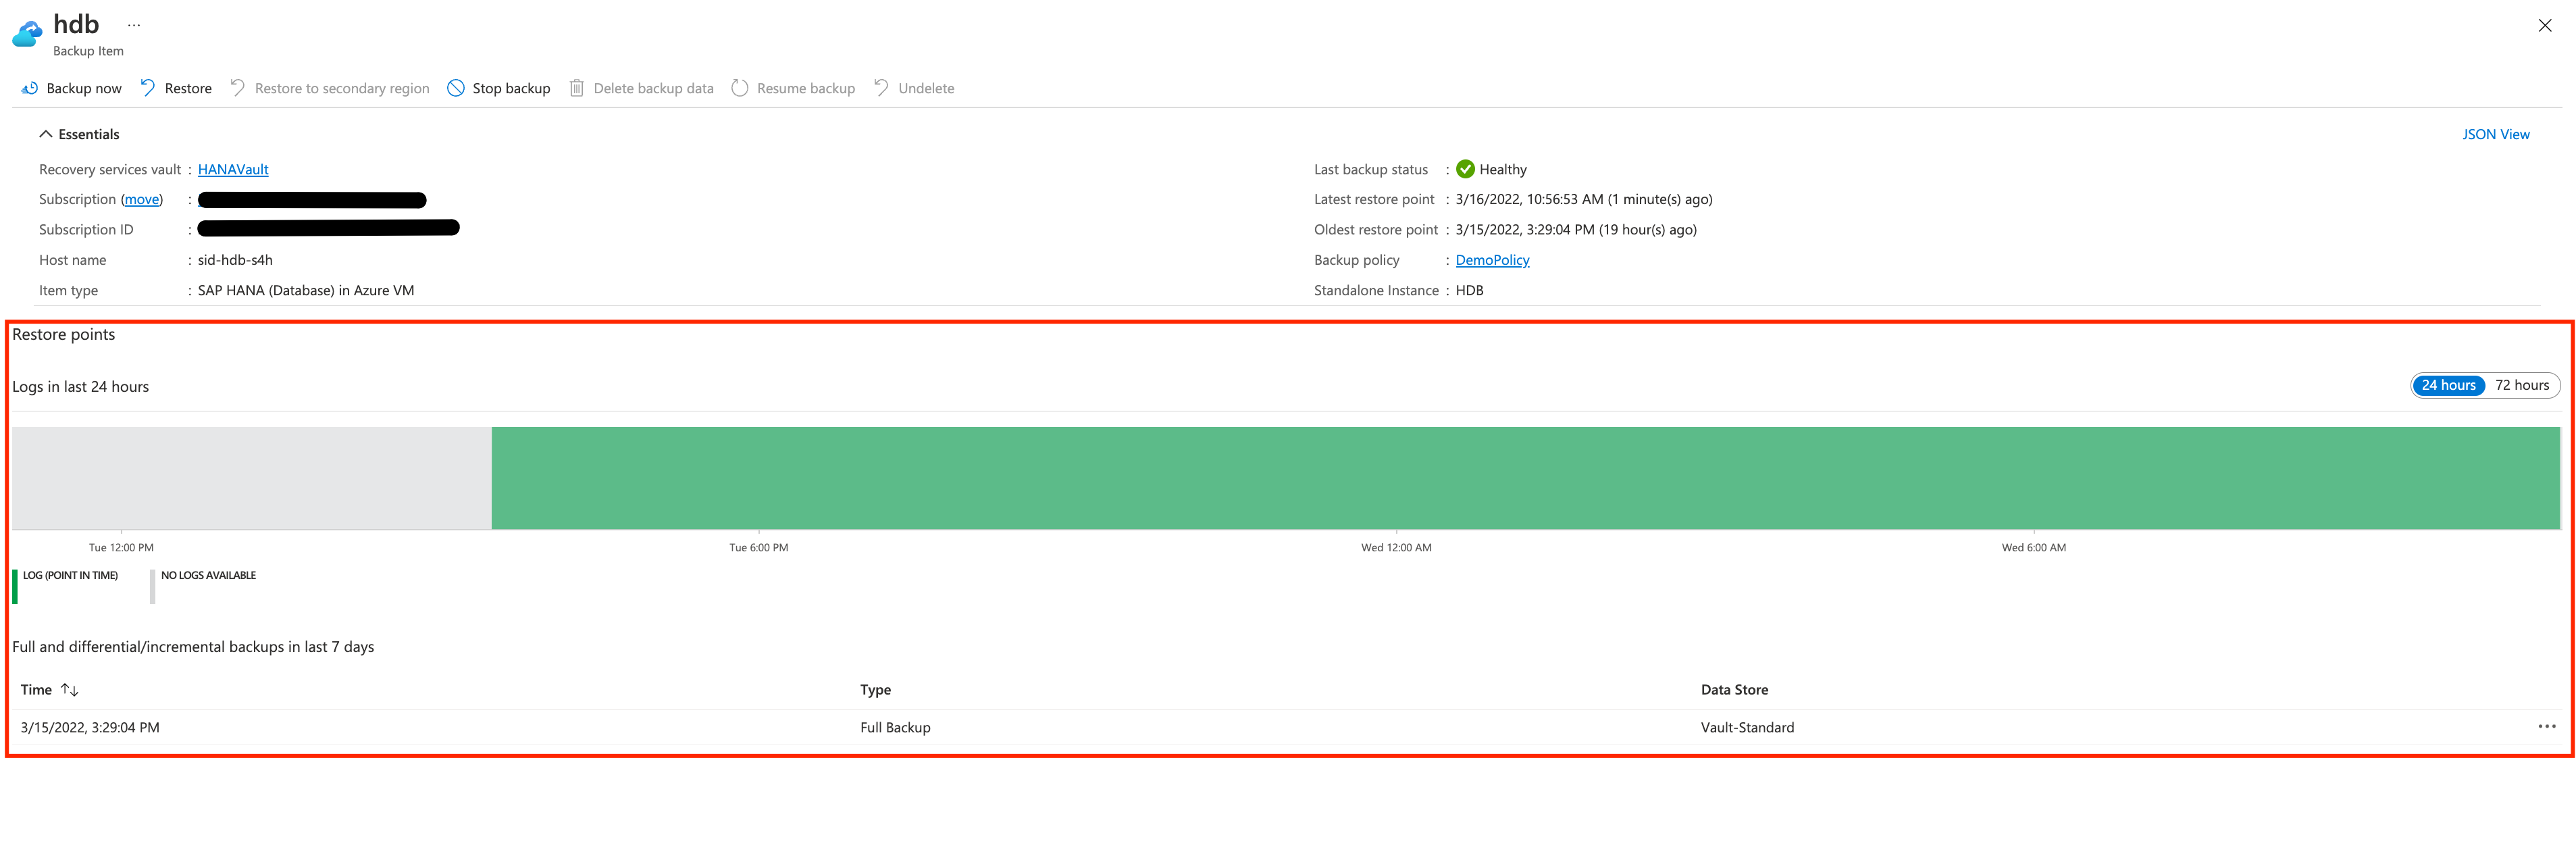 hdb ...
Backup Item
Backup now Restore Restore to secondary region Stop backup Delete backup data Resume backup Undelete
Essentials JSON View
Recovery services vault : HANAVault
Subscription (move) :
Subscription ID :
Host name : sid-hdb-s4h
Item type : SAP HANA (Database) in Azure VM
Last backup status : Healthy
Latest restore point : 3/16/2022, 10:56:53 AM (1 minute(s) ago)
Oldest restore point : 3/15/2022, 3:29:04 PM (19 hour(s) ago)
Backup policy : DemoPolicy
Standalone Instance : HDB
Restore points
Logs in last 24 hours 24 hours 72 hours
Tue 12:00 PM Tue 6:00 PM Wed 12:00 AM Wed 6:00 AM
LOG (POINT IN TIME) NO LOGS AVAILABLE
Full and differential/incremental backups in last 7 days
Time Type Data Store
3/15/2022, 3:29:04 PM Full Backup Vault-Standard ...